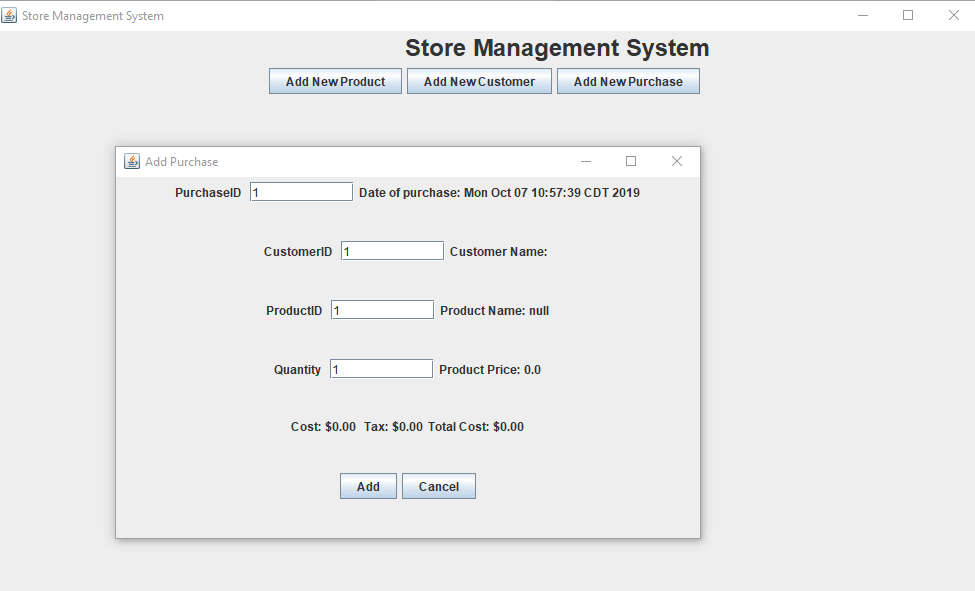 Store Management System
Store Management System
Add New Product Add New Customer Add New Purchase
Add Purchase
PurchaseID 1 Date of purchase: Mon Oct 07 10:57:39 CDT 2019
CustomerID 1 Customer Name:
ProductID 1 Product Name: null
Quantity 1 Product Price: 0.0
Cost: $0.00 Tax: $0.00 Total Cost: $0.00
Add Cancel